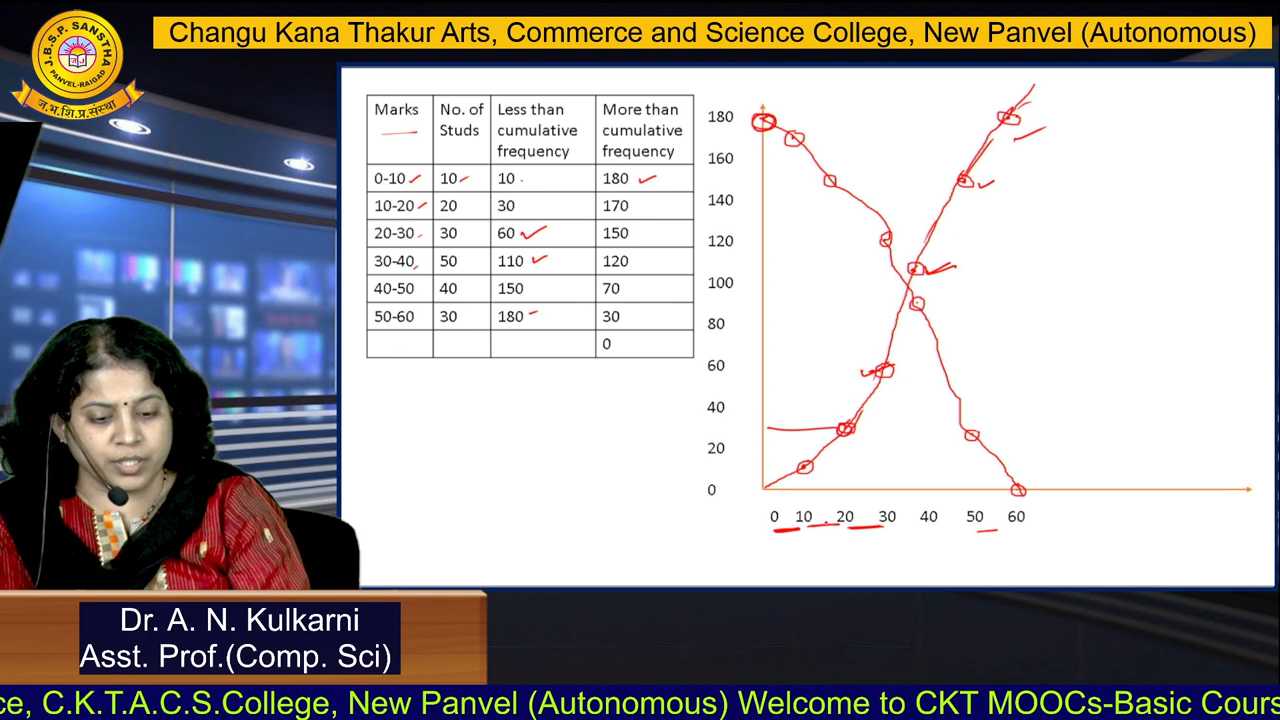 Changu Kana Thakur Arts, Commerce and Science College, New Panvel (Autonomous)
J.B.S.P. SANSTHA
PANVEL-RAIGAD
ज.भ.शि.प्र.संस्था
Marks No. of Studs Less than cumulative frequency More than cumulative frequency
0-10 10 10 180
10-20 20 30 170
20-30 30 60 150
30-40 50 110 120
40-50 40 150 70
50-60 30 180 30
0
180
160
140
120
100
80
60
40
20
0
0 10 20 30 40 50 60
Dr. A. N. Kulkarni
Asst. Prof.(Comp. Sci)
ce, C.K.T.A.C.S.College, New Panvel (Autonomous) Welcome to CKT MOOCs-Basic Cours